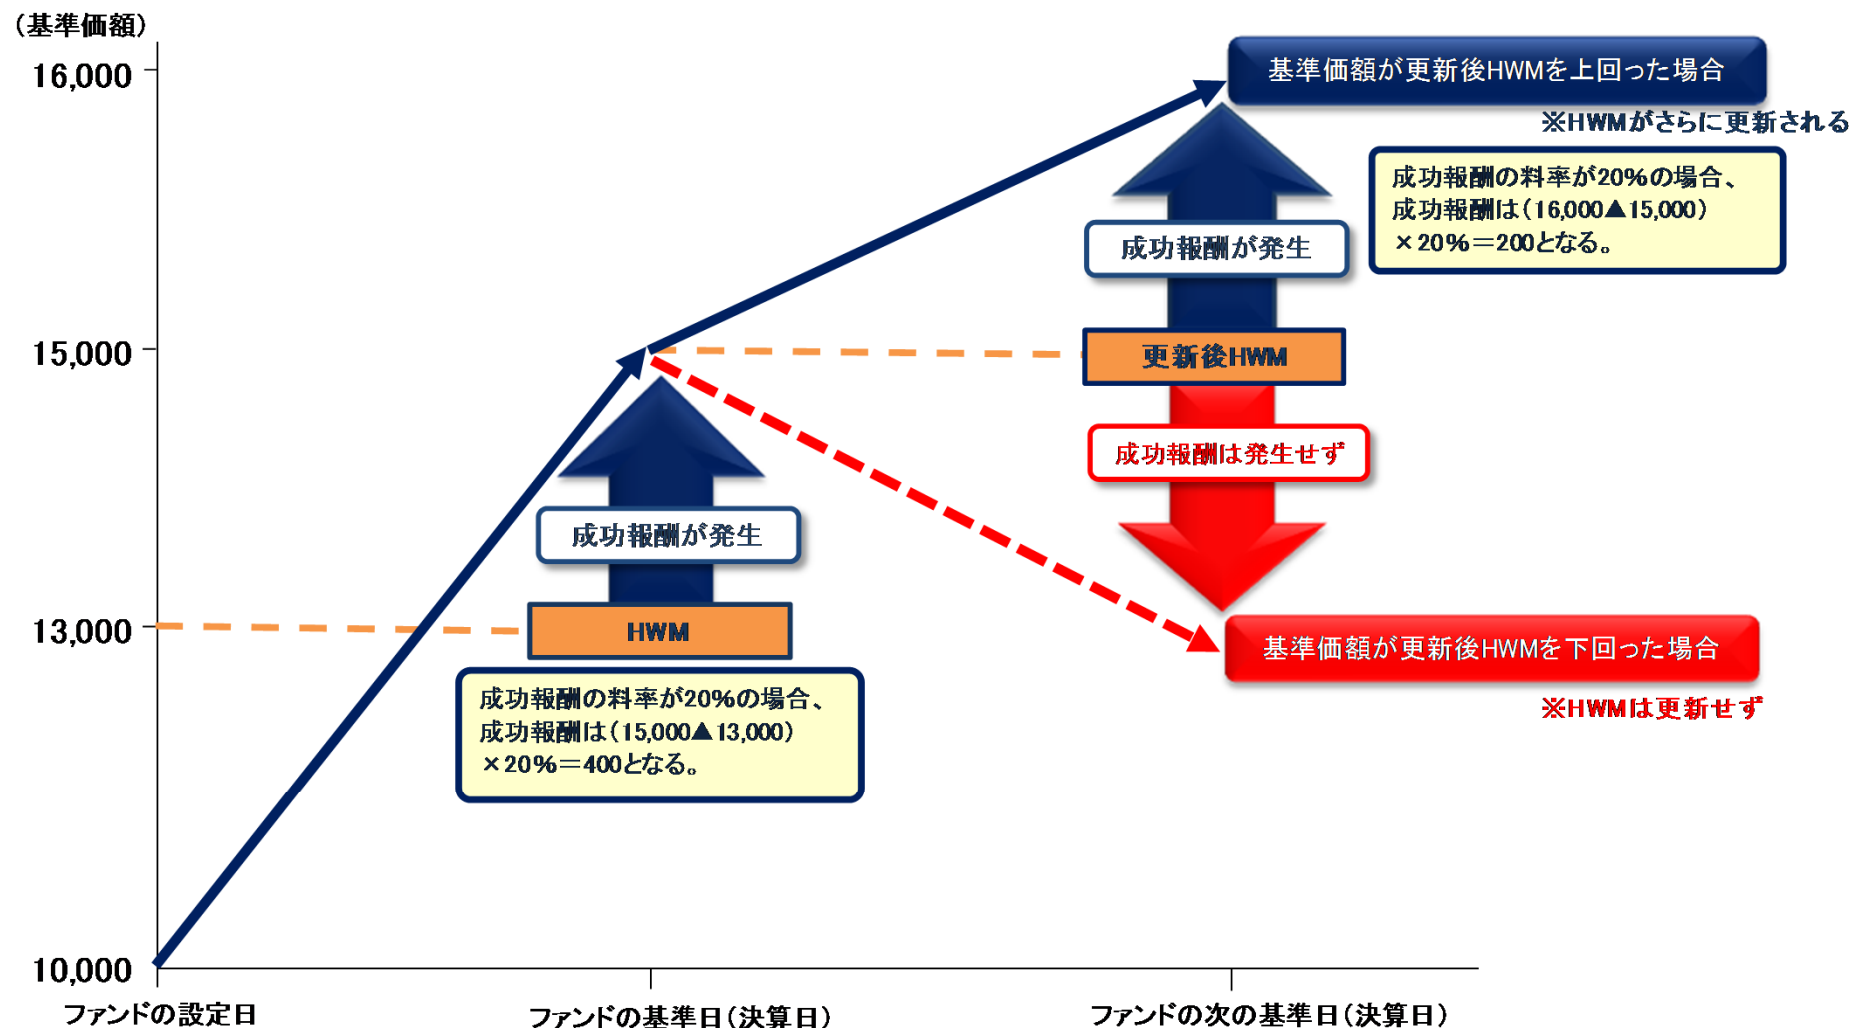 （基準価額）
16,000
基準価額が更新後HWMを上回った場合
※HWMがさらに更新される
成功報酬の料率が20%の場合、
成功報酬は（16,000▲15,000）
×20%＝200となる。
成功報酬が発生
15,000
更新後HWM
成功報酬は発生せず
成功報酬が発生
13,000
HWM
基準価額が更新後HWMを下回った場合
※HWMは更新せず
成功報酬の料率が20%の場合、
成功報酬は（15,000▲13,000）
×20%＝400となる。
10,000
ファンドの設定日
ファンドの基準日（決算日）
ファンドの次の基準日（決算日）